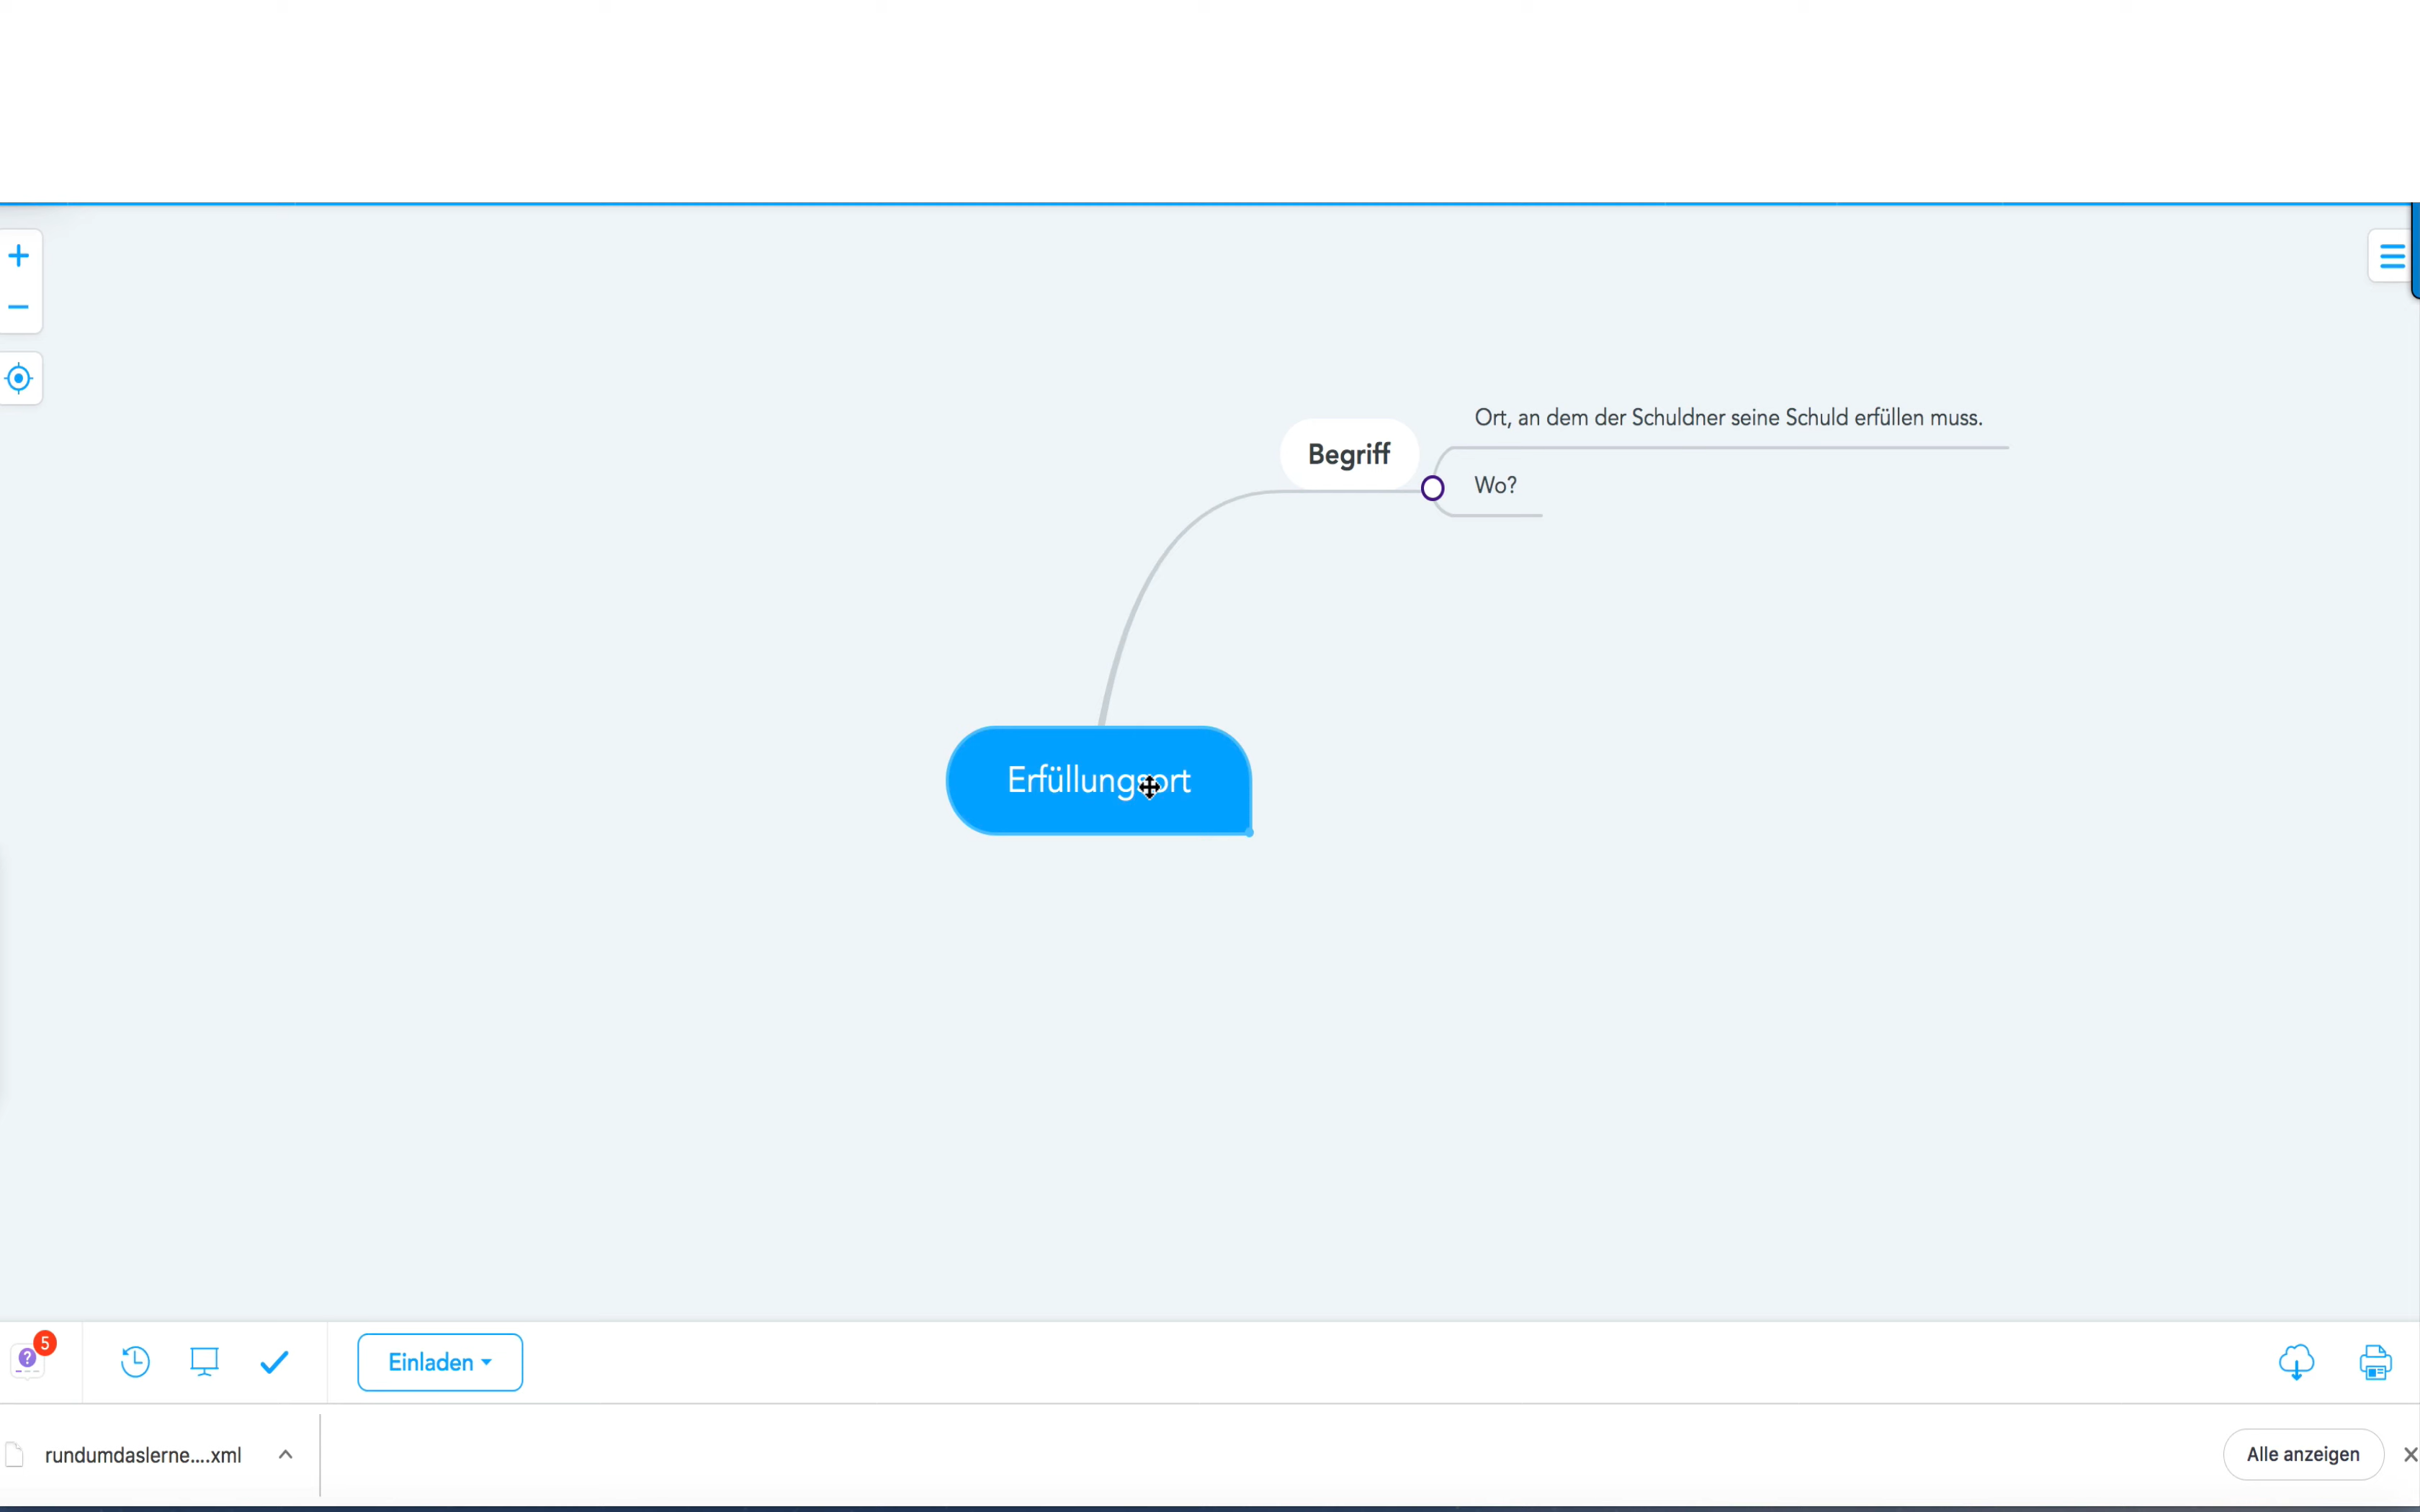 Ort, an dem der Schuldner seine Schuld erfüllen muss.
Begriff
Wo?
Erfüllungsort
5
?
Einladen
rundumdaslerne....xml
Alle anzeigen